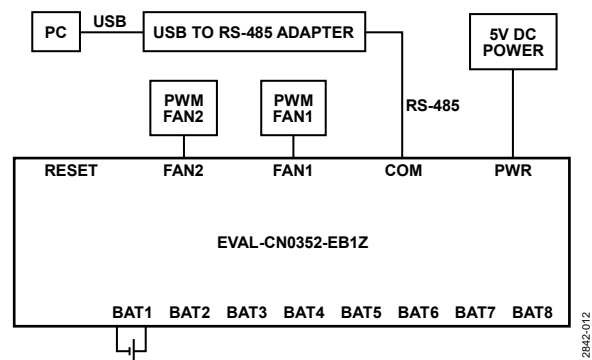 PC
USB
USB TO RS-485 ADAPTER
5V DC
POWER
PWM
FAN2
PWM
FAN1
RS-485
RESET
FAN2
FAN1
COM
PWR
EVAL-CN0352-EB1Z
BAT1 BAT2 BAT3 BAT4 BAT5 BAT6 BAT7 BAT8
2842-012